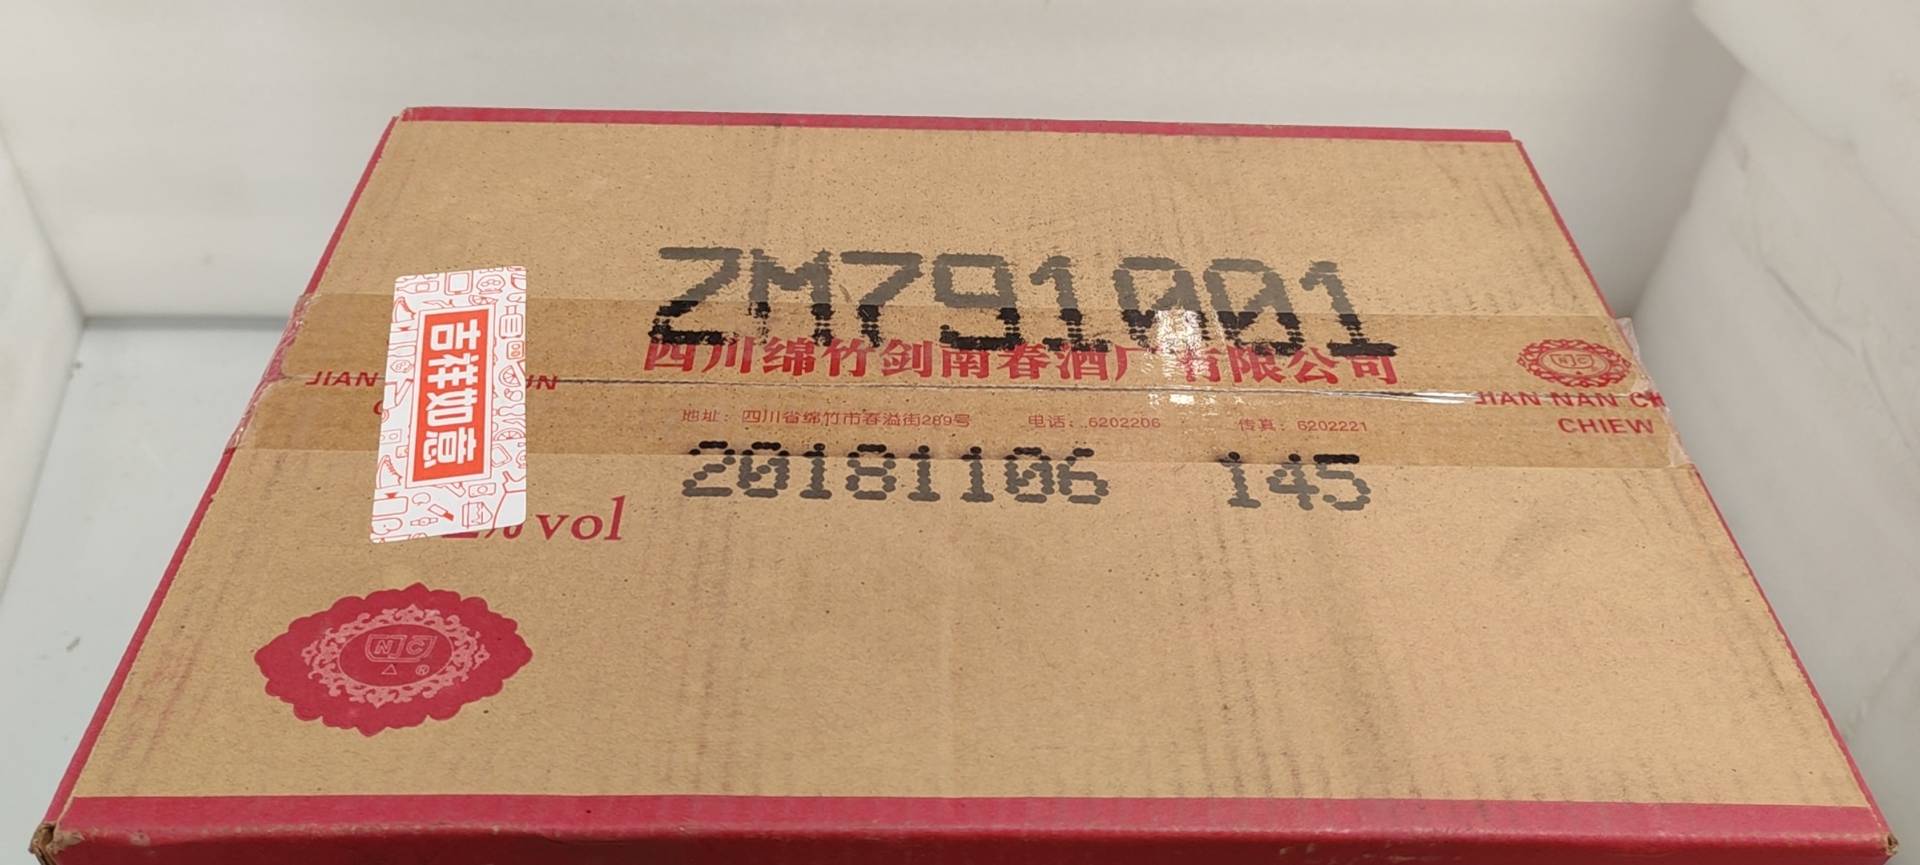 ZM791001
四川绵竹剑南春酒厂有限公司
NC
JIAN
JIAN NAN CH
CHIEW
吉祥如意
地址：四川省绵竹市春溢街289号 电话：6202206 传真：6202221
20181106 145
% vol
NC
®